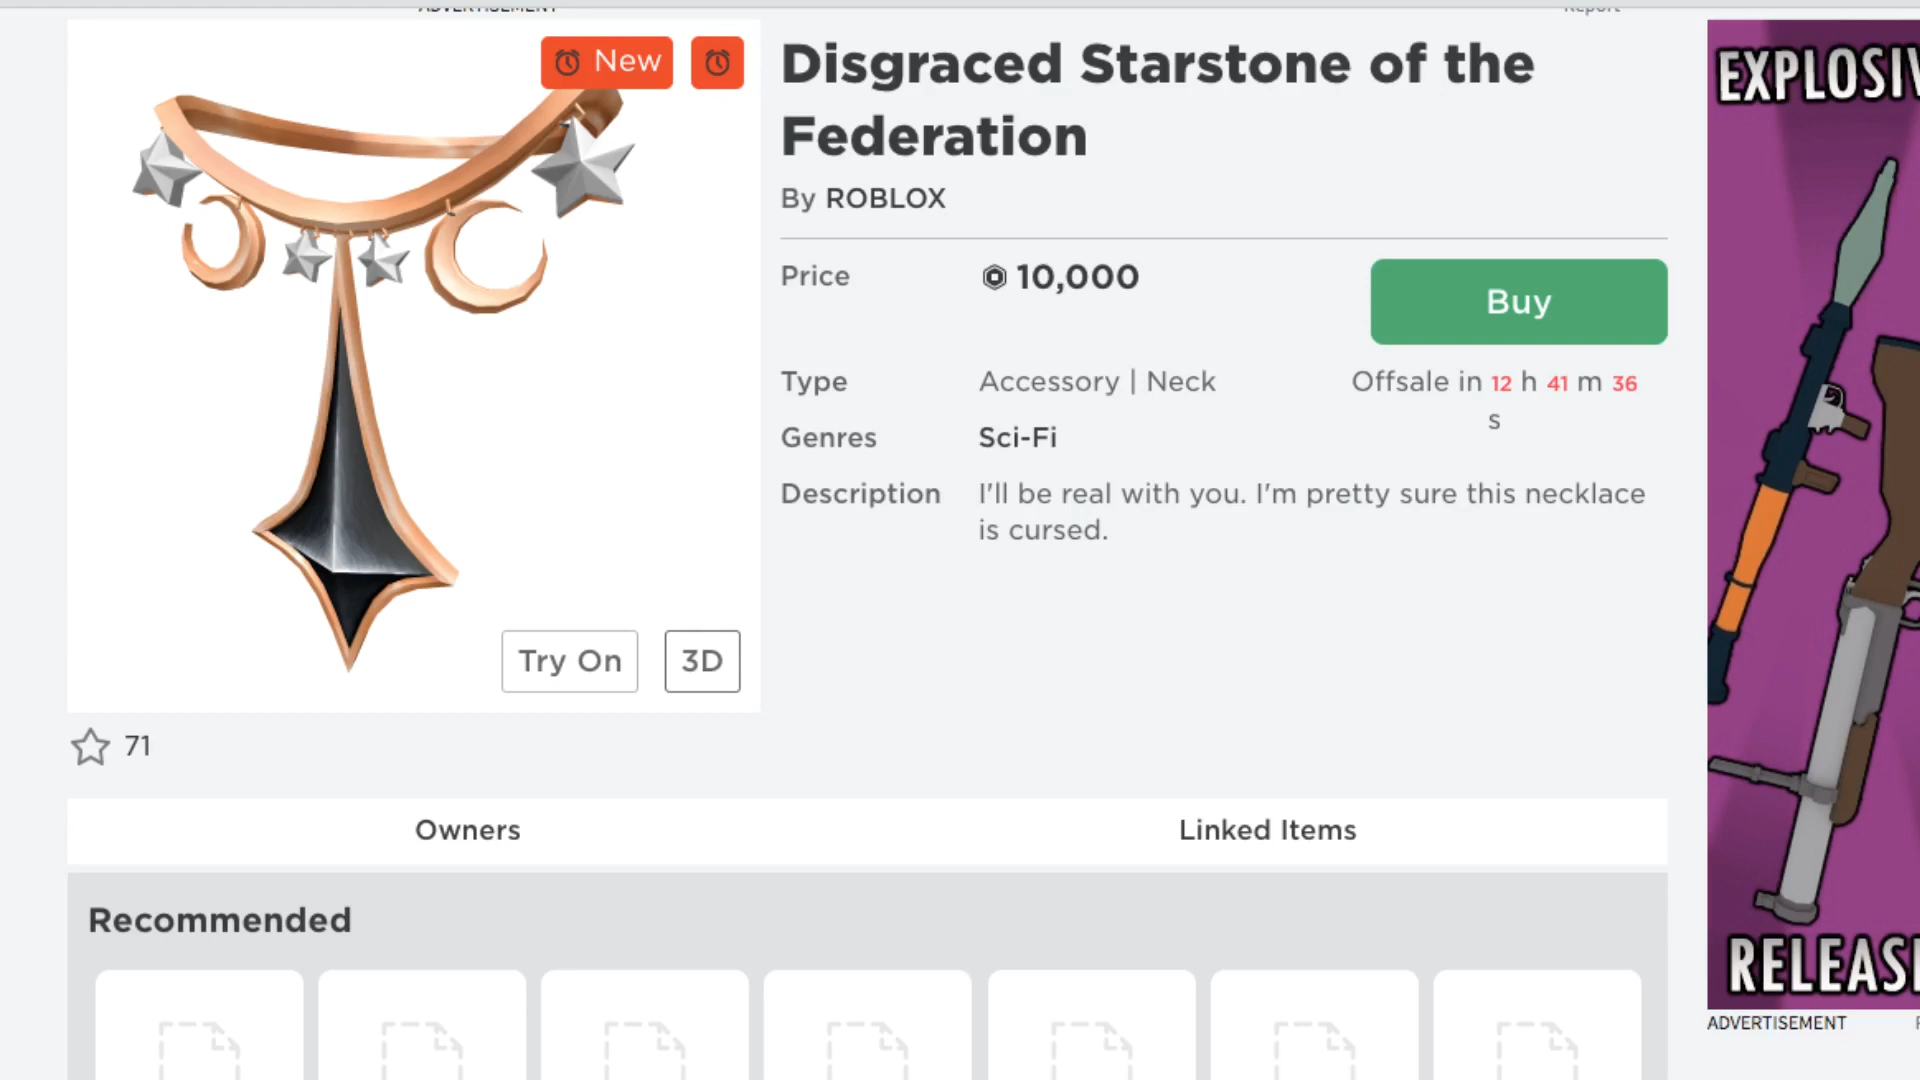 ADVERTISEMENT
Report
New
Disgraced Starstone of the
Federation
By ROBLOX
Price
10,000
Buy
Type
Accessory | Neck
Offsale in 12 h 41 m 36
s
Genres
Sci-Fi
Description
I'll be real with you. I'm pretty sure this necklace
is cursed.
Try On
3D
71
Owners
Linked Items
Recommended
EXPLOSIV
RELEAS
ADVERTISEMENT